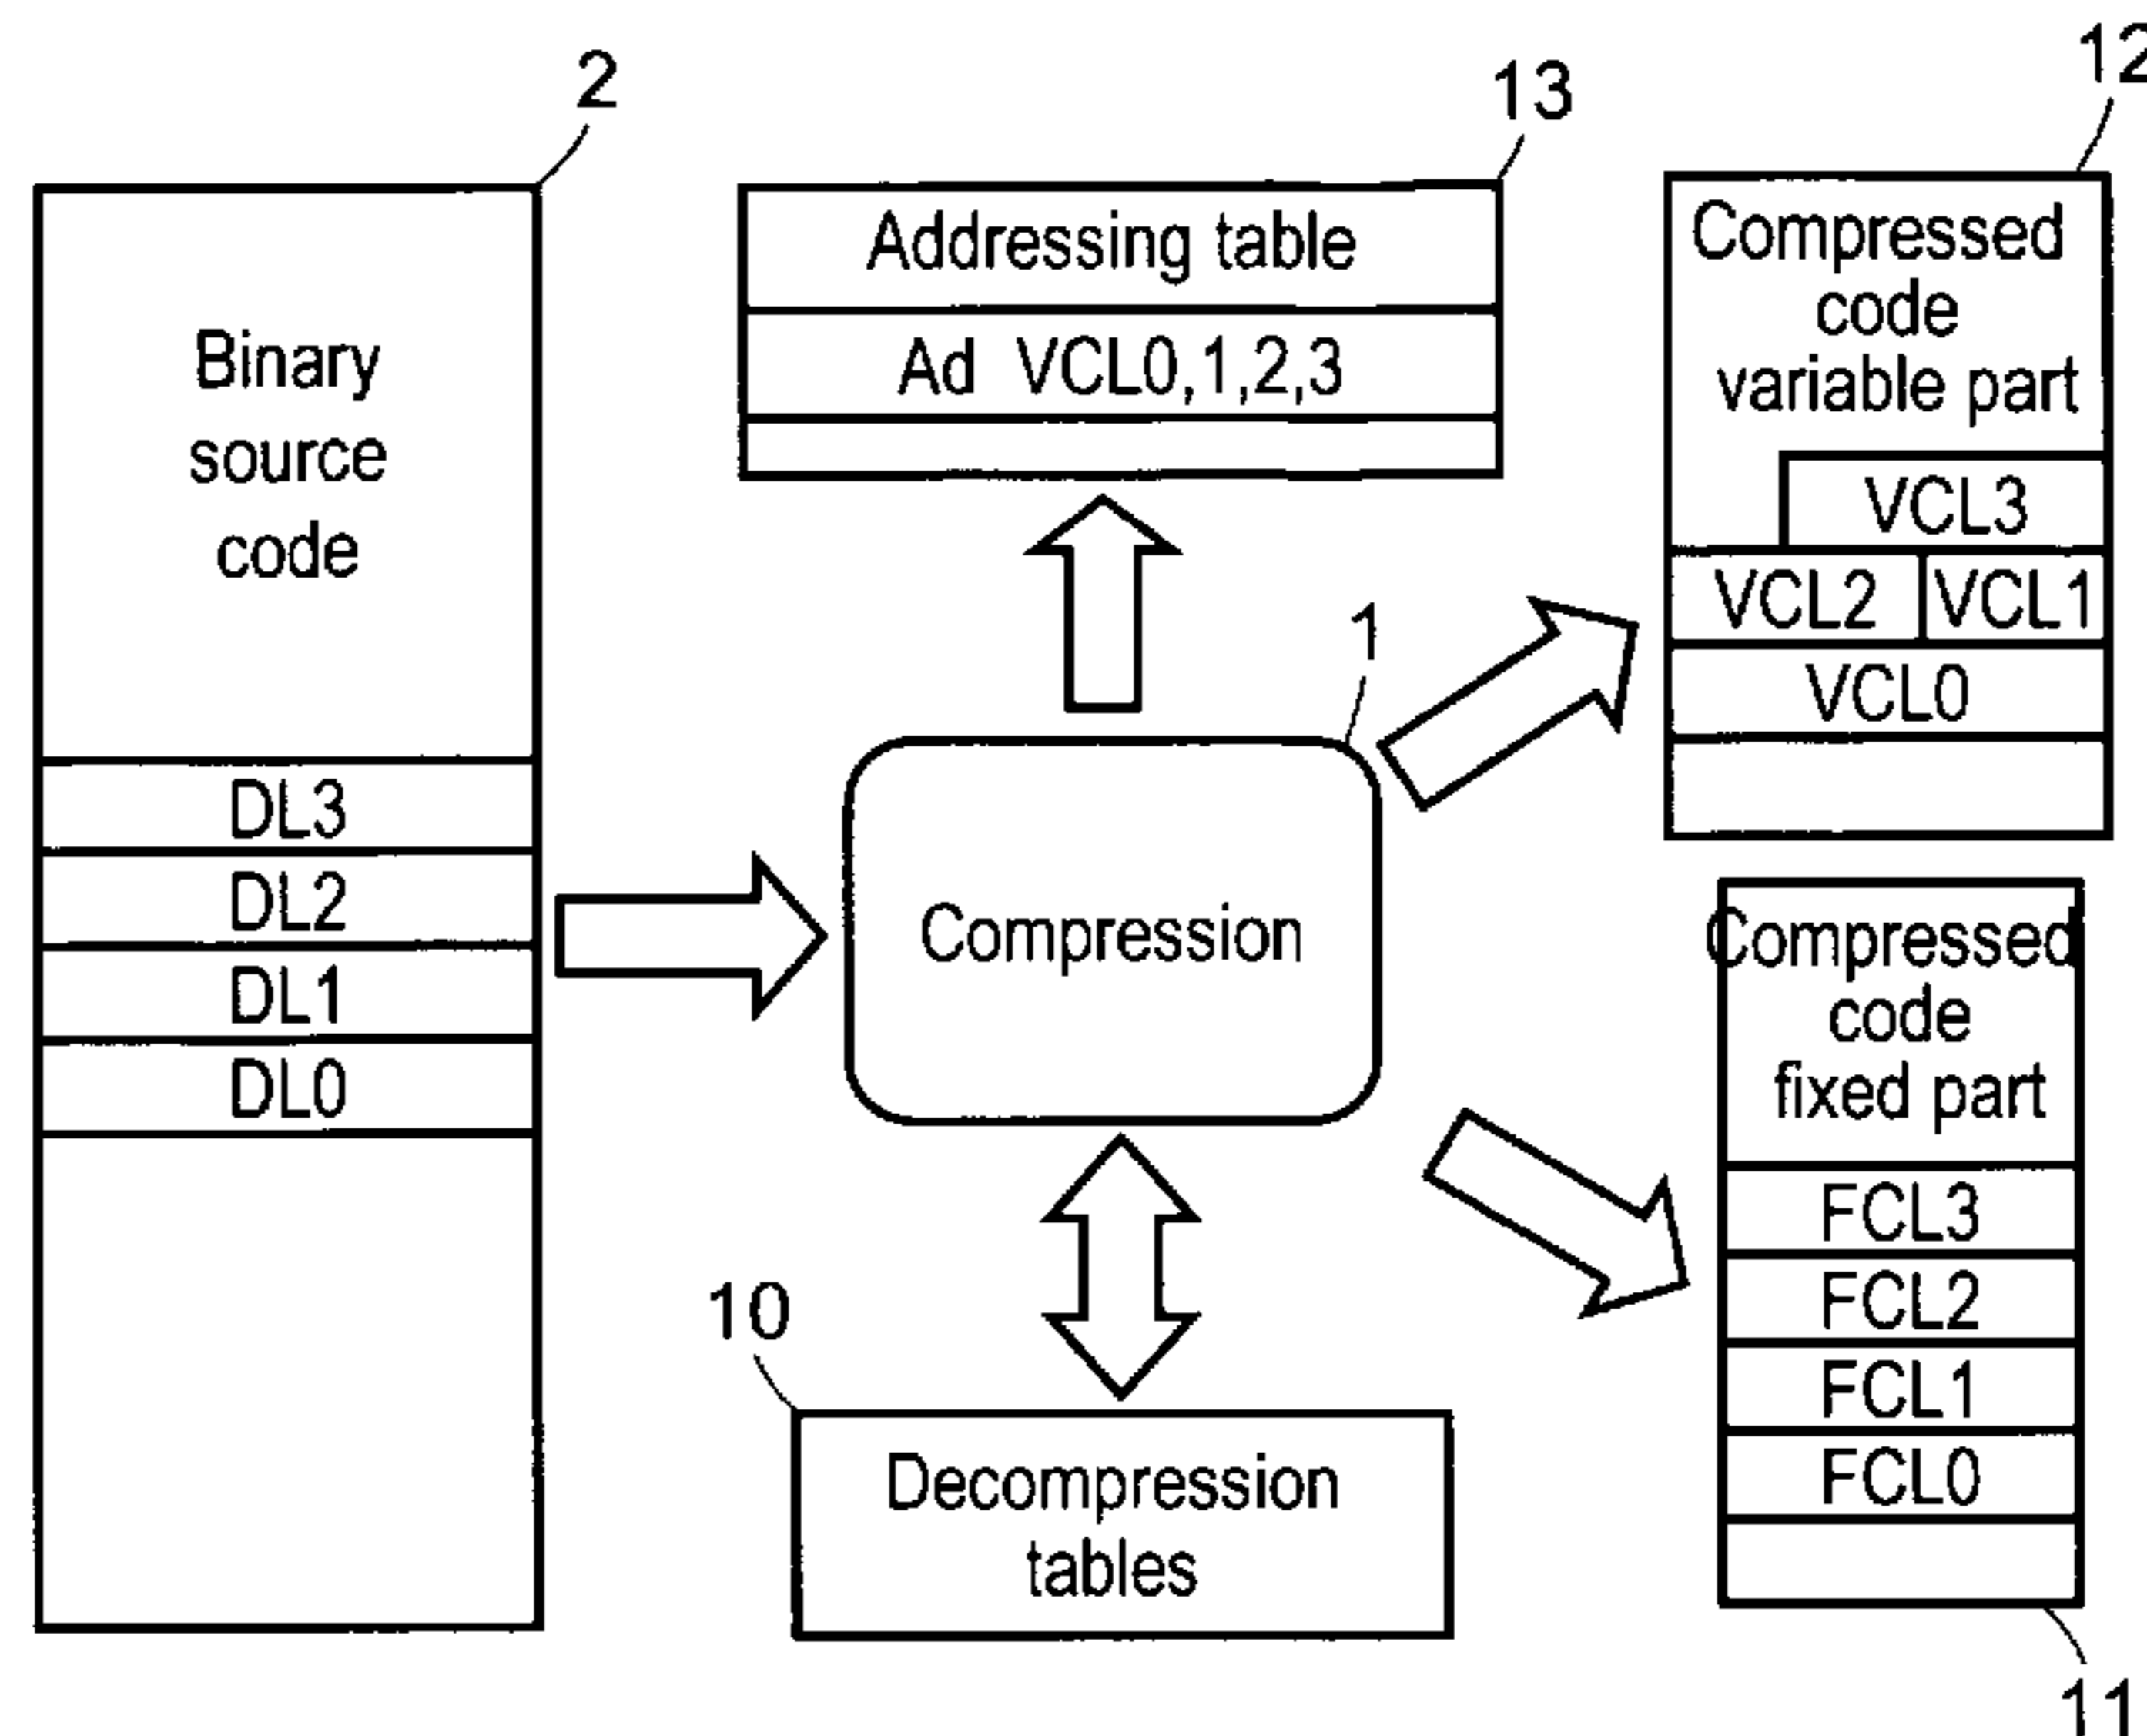 2
13
12
Binary
source
code
DL3
DL2
DL1
DL0
Addressing table
Ad VCL0,1,2,3
Compressed
code
variable part
VCL3
VCL2 VCL1
VCL0
1
Compression
10
Decompression
tables
Compressed
code
fixed part
FCL3
FCL2
FCL1
FCL0
11